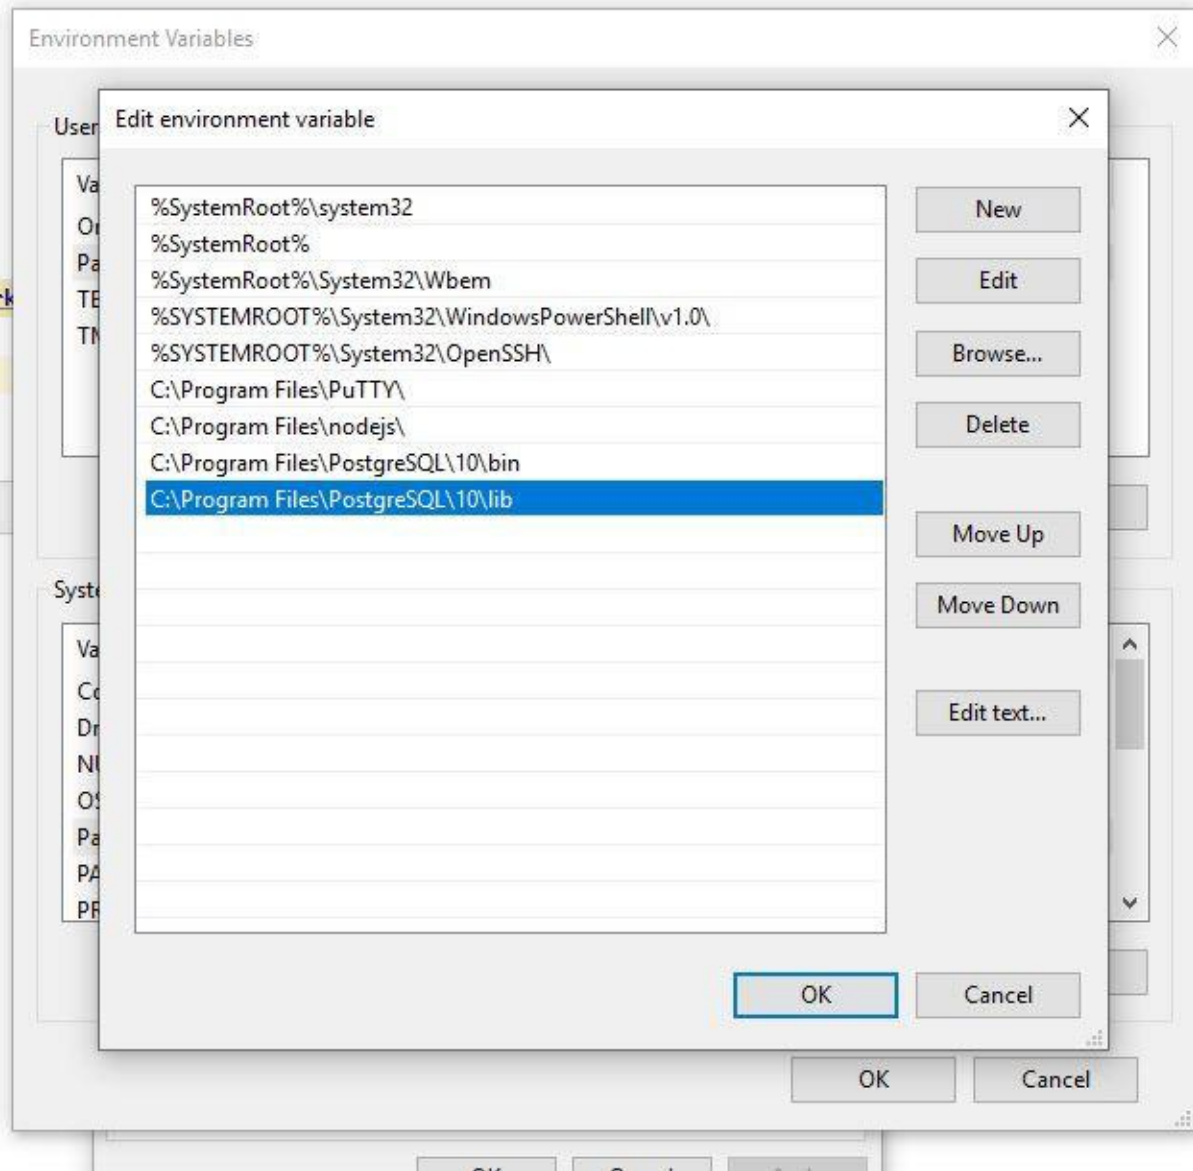 Environment Variables
User
Edit environment variable
%SystemRoot%\system32
%SystemRoot%
%SystemRoot%\System32\Wbem
%SYSTEMROOT%\System32\WindowsPowerShell\v1.0\
%SYSTEMROOT%\System32\OpenSSH\
C:\Program Files\PuTTY\
C:\Program Files\nodejs\
C:\Program Files\PostgreSQL\10\bin
C:\Program Files\PostgreSQL\10\lib
New
Edit
Browse...
Delete
Move Up
Move Down
Edit text...
OK
Cancel
OK
Cancel